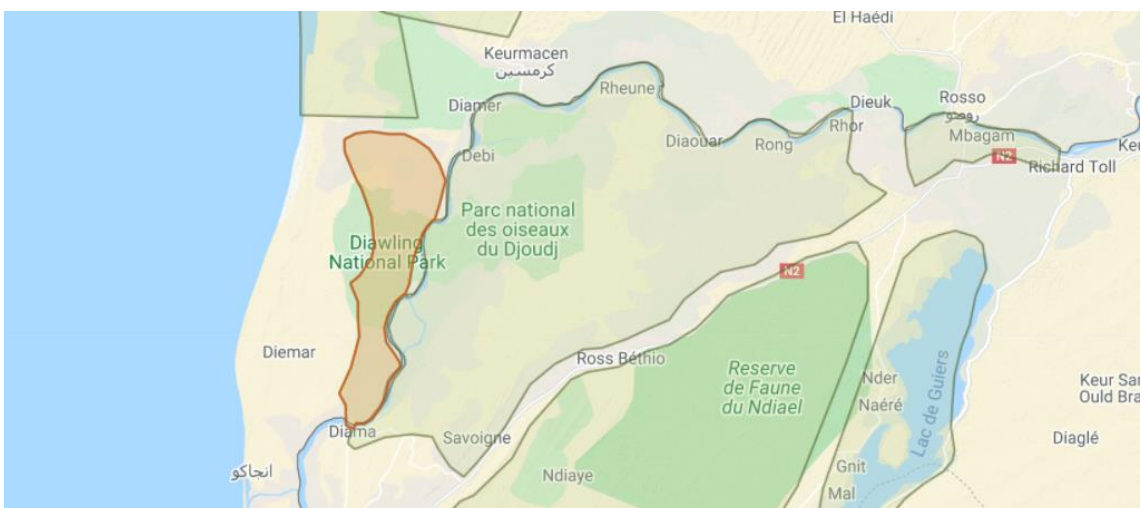 El Haédi
Keurmacen
كرمسين
Rheune
Diamer
Dieuk
Rosso
روصو
Rhor
Mbagam
Diaouar
Rong
N2
Debi
Richard Toll
Parc national
des oiseaux
du Djoudj
Diawling
National Park
N2
Diemar
Ross Béthio
Reserve
de Faune
du Ndiael
Nder
Naéré
Lac de Guiers
Keur Sa
Ould Bra
Diama
Savoigne
Diaglé
انجاكو
Ndiaye
Gnit
Mal